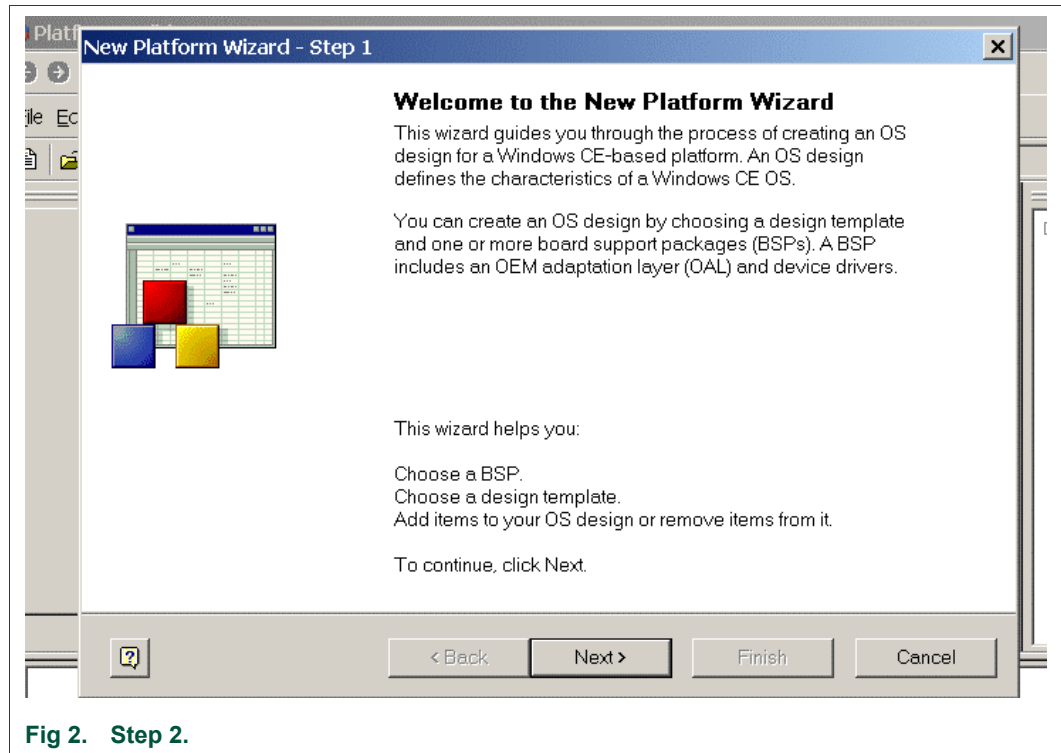 Platf
New Platform Wizard - Step 1
Welcome to the New Platform Wizard
This wizard guides you through the process of creating an OS
design for a Windows CE-based platform. An OS design
defines the characteristics of a Windows CE OS.
You can create an OS design by choosing a design template
and one or more board support packages (BSPs). A BSP
includes an OEM adaptation layer (OAL) and device drivers.
This wizard helps you:
Choose a BSP.
Choose a design template.
Add items to your OS design or remove items from it.
To continue, click Next.
< Back Next > Finish Cancel
Fig 2. Step 2.